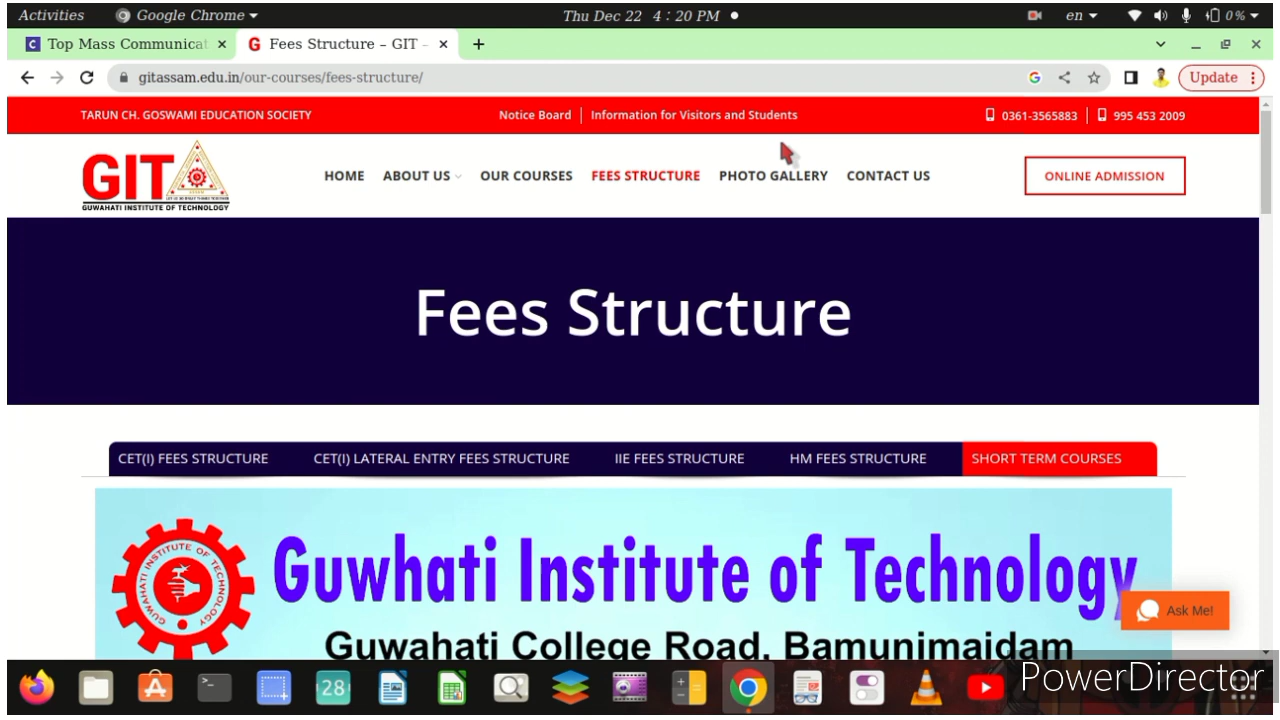 Activities Google Chrome Thu Dec 22 4:20 PM en 0%
Top Mass Communicat Fees Structure – GIT –
gitassam.edu.in/our-courses/fees-structure/ Update
TARUN CH. GOSWAMI EDUCATION SOCIETY Notice Board Information for Visitors and Students 0361-3565883 995 453 2009
GIT
GUWAHATI INSTITUTE OF TECHNOLOGY
HOME ABOUT US OUR COURSES FEES STRUCTURE PHOTO GALLERY CONTACT US ONLINE ADMISSION
Fees Structure
CET(I) FEES STRUCTURE CET(I) LATERAL ENTRY FEES STRUCTURE IIE FEES STRUCTURE HM FEES STRUCTURE SHORT TERM COURSES
GUWAHATI INSTITUTE OF TECHNOLOGY
Guwhati Institute of Technology
Ask Me!
Guwahati College Road, Bamunimaidam
28
PowerDirector